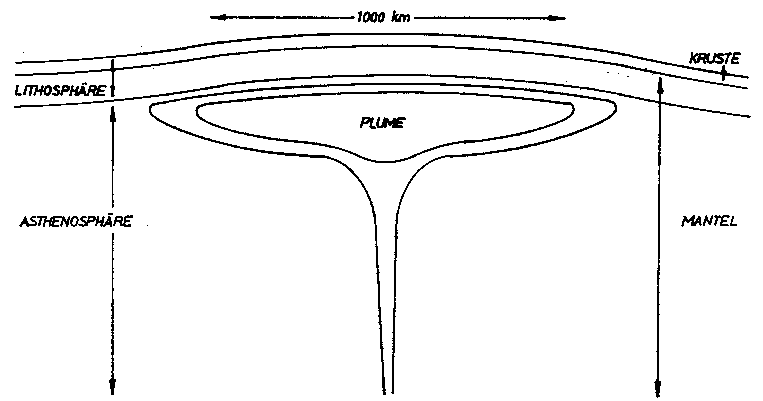 1000 km
KRUSTE
LITHOSPHÄRE
PLUME
ASTHENOSPHÄRE
MANTEL